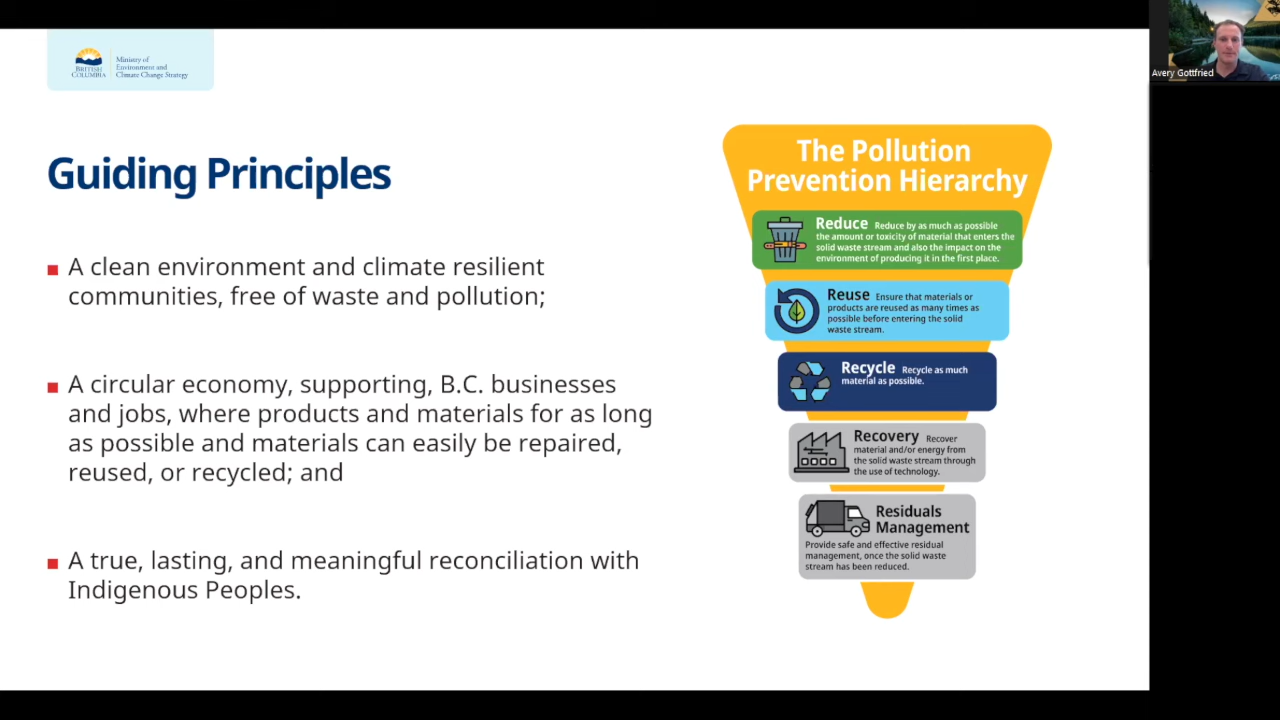 BRITISH
COLUMBIA
Ministry of
Environment and
Climate Change Strategy
Avery Gottfried
Guiding Principles
A clean environment and climate resilient
communities, free of waste and pollution;
A circular economy, supporting, B.C. businesses
and jobs, where products and materials for as long
as possible and materials can easily be repaired,
reused, or recycled; and
A true, lasting, and meaningful reconciliation with
Indigenous Peoples.
The Pollution
Prevention Hierarchy
Reduce Reduce by as much as possible
the amount or toxicity of material that enters the
solid waste stream and also the impact on the
environment of producing it in the first place.
Reuse Ensure that materials or
products are reused as many times as
possible before entering the solid
waste stream.
Recycle Recycle as much
material as possible.
Recovery Recover
material and/or energy from
the solid waste stream through
the use of technology.
Residuals
Management
Provide safe and effective residual
management, once the solid waste
stream has been reduced.